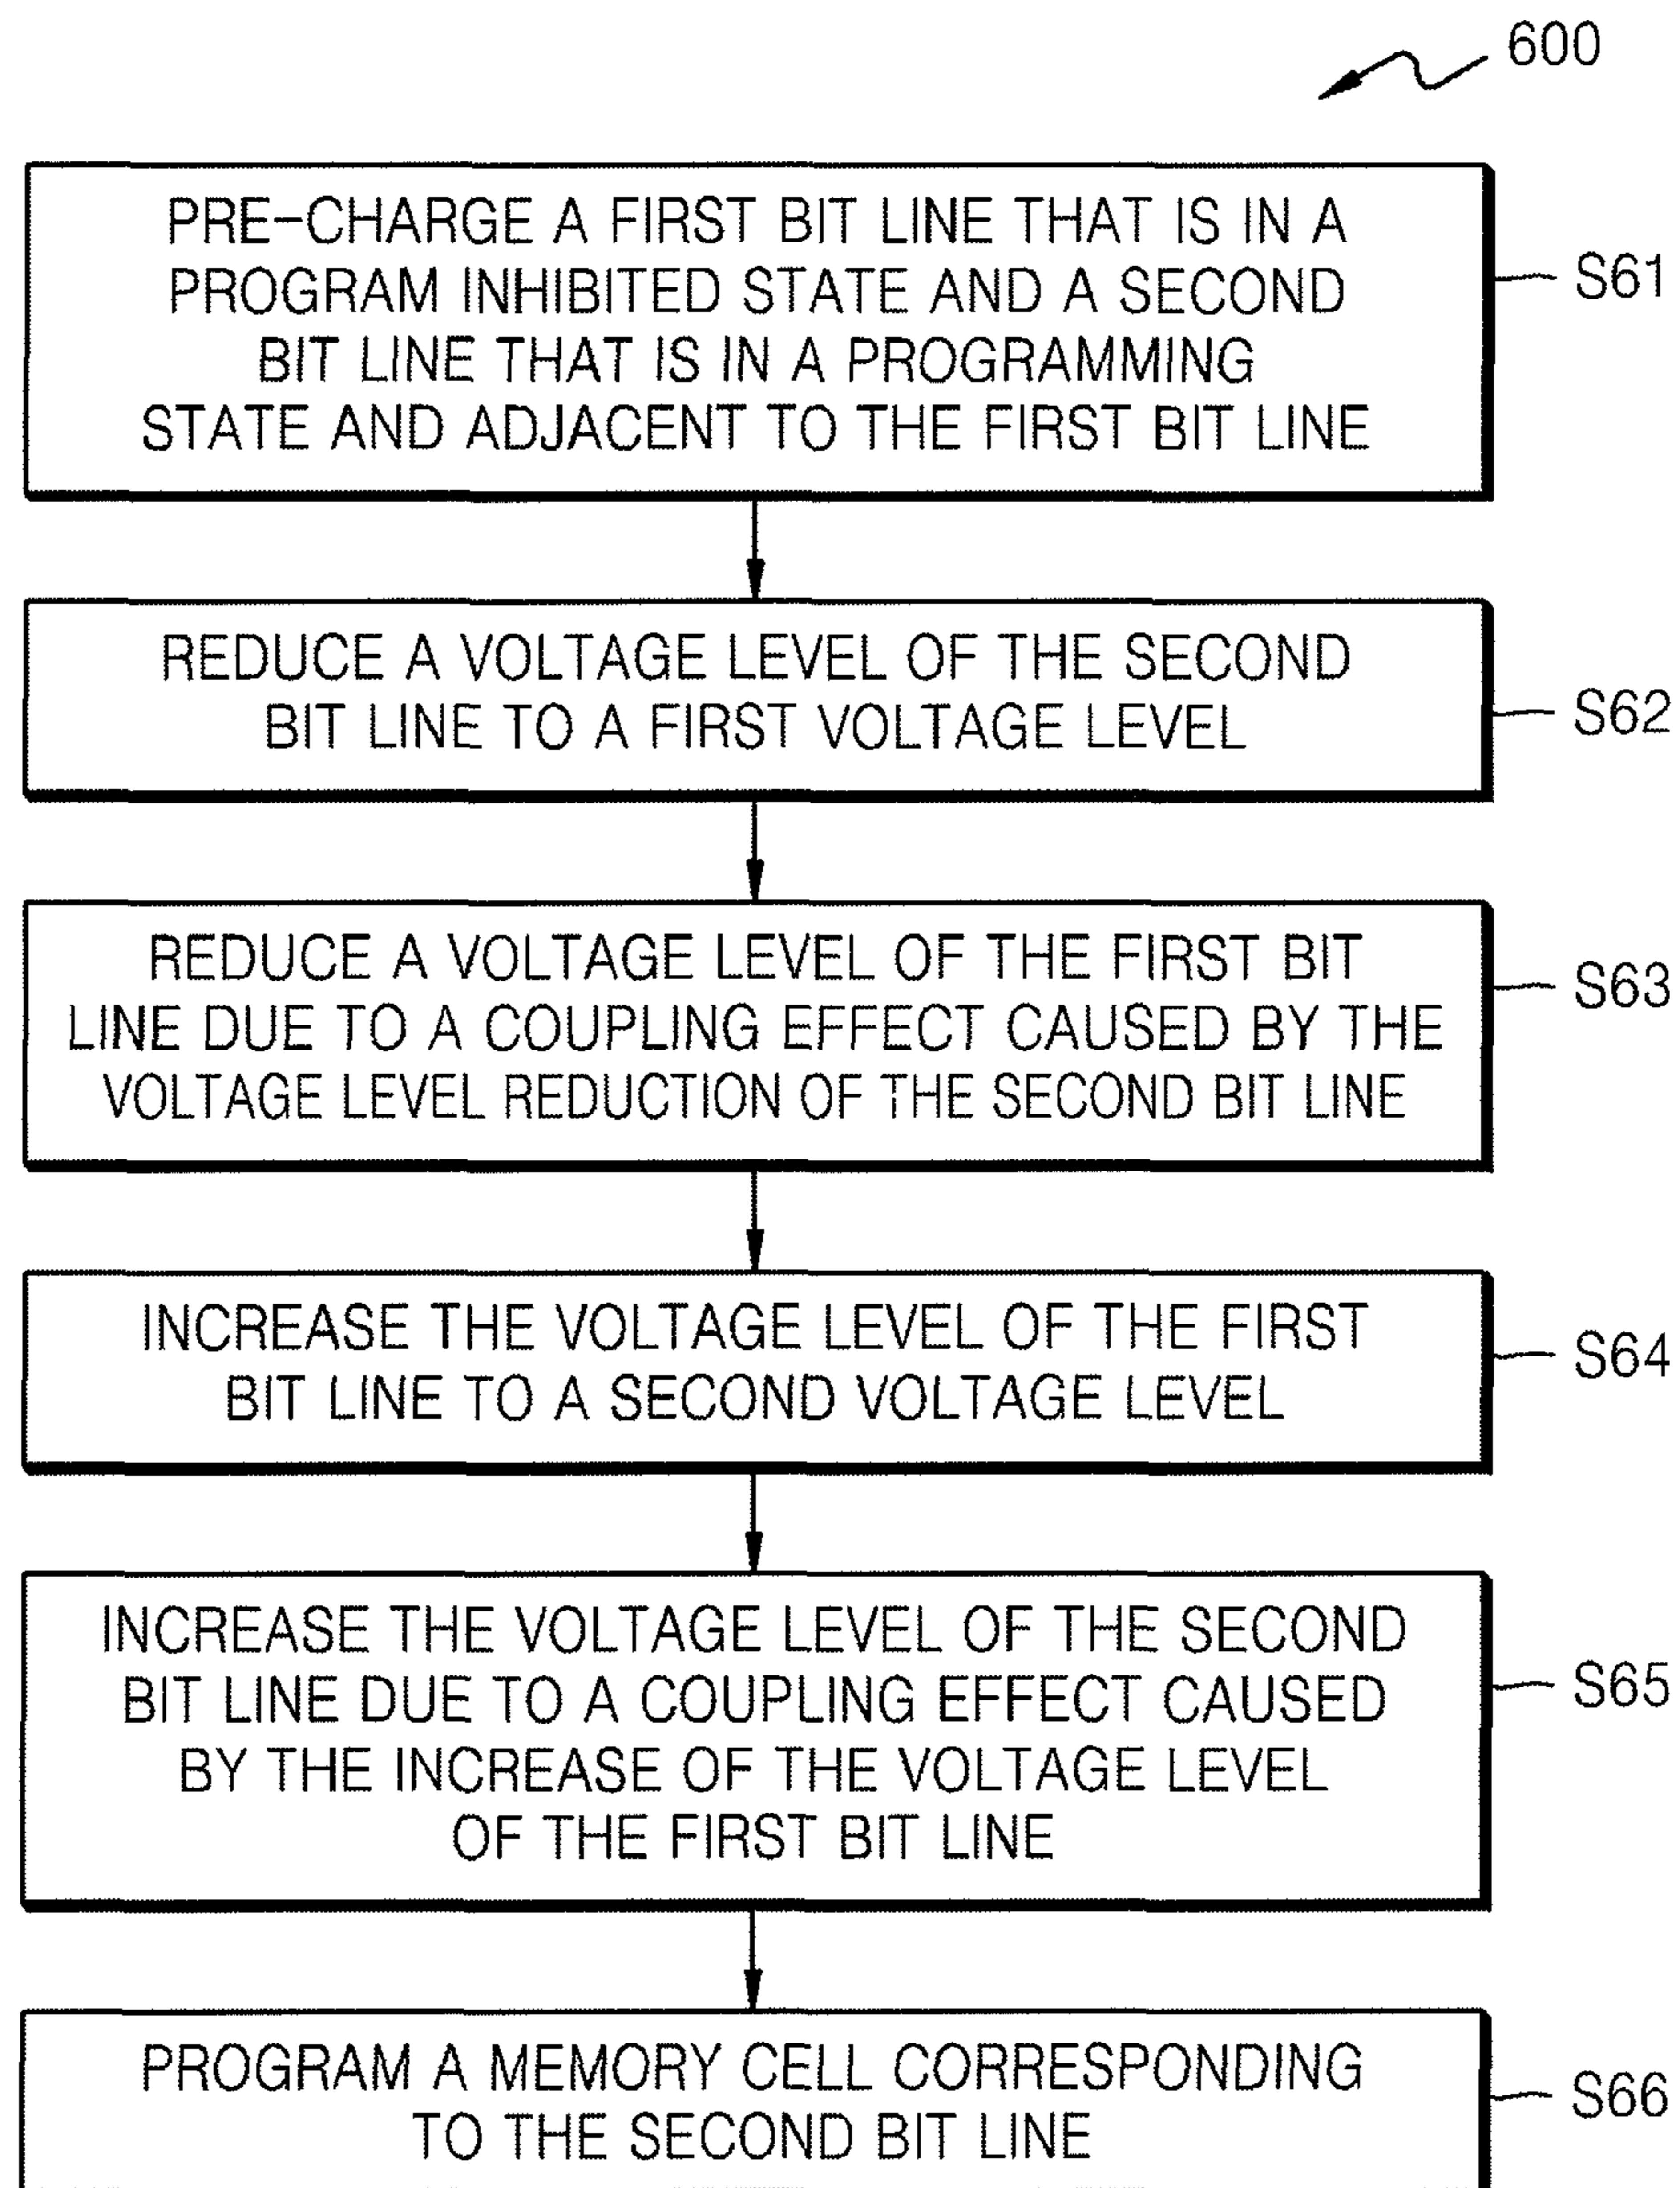 600
PRE-CHARGE A FIRST BIT LINE THAT IS IN A
PROGRAM INHIBITED STATE AND A SECOND
BIT LINE THAT IS IN A PROGRAMMING
STATE AND ADJACENT TO THE FIRST BIT LINE
S61
REDUCE A VOLTAGE LEVEL OF THE SECOND
BIT LINE TO A FIRST VOLTAGE LEVEL
S62
REDUCE A VOLTAGE LEVEL OF THE FIRST BIT
LINE DUE TO A COUPLING EFFECT CAUSED BY THE
VOLTAGE LEVEL REDUCTION OF THE SECOND BIT LINE
S63
INCREASE THE VOLTAGE LEVEL OF THE FIRST
BIT LINE TO A SECOND VOLTAGE LEVEL
S64
INCREASE THE VOLTAGE LEVEL OF THE SECOND
BIT LINE DUE TO A COUPLING EFFECT CAUSED
BY THE INCREASE OF THE VOLTAGE LEVEL
OF THE FIRST BIT LINE
S65
PROGRAM A MEMORY CELL CORRESPONDING
TO THE SECOND BIT LINE
S66